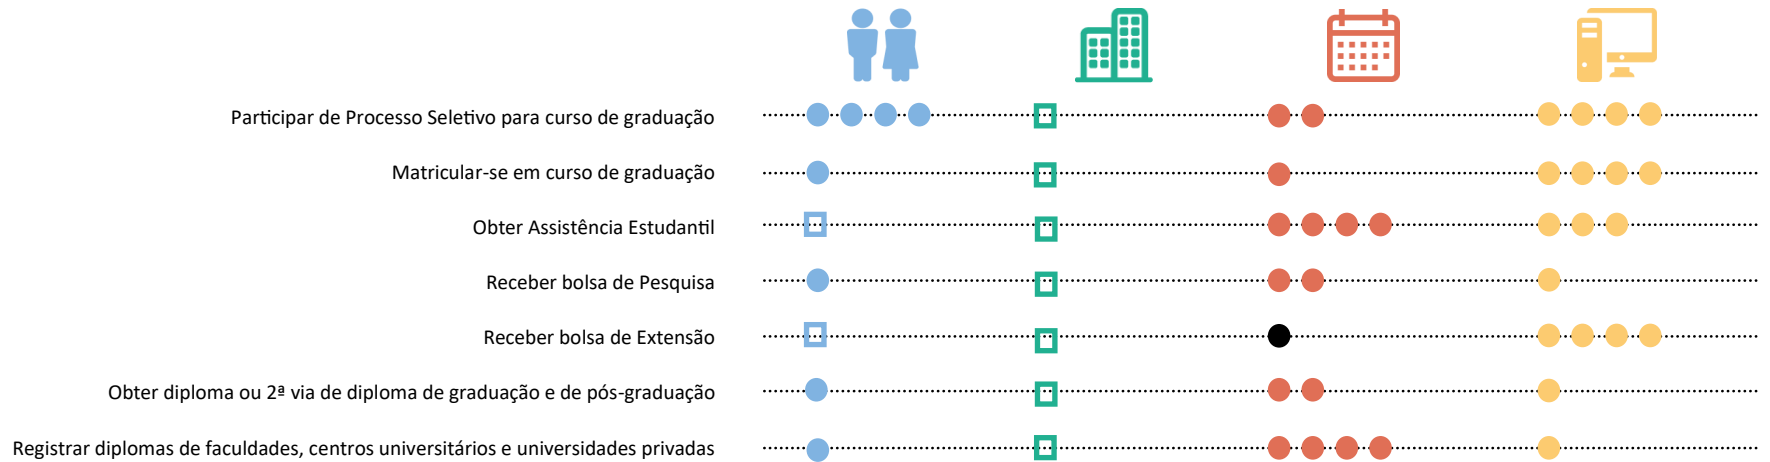 Participar de Processo Seletivo para curso de graduação
Matricular-se em curso de graduação
Obter Assistência Estudantil
Receber bolsa de Pesquisa
Receber bolsa de Extensão
Obter diploma ou 2ª via de diploma de graduação e de pós-graduação
Registrar diplomas de faculdades, centros universitários e universidades privadas